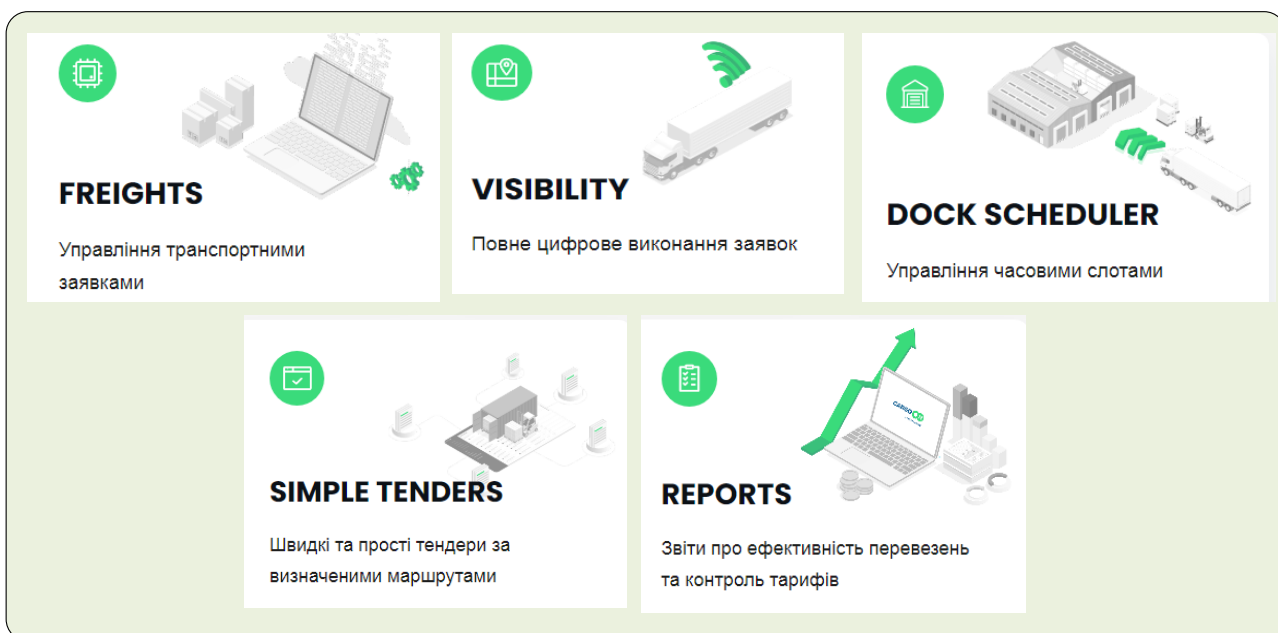 FREIGHTS
Управління транспортними
заявками
VISIBILITY
Повне цифрове виконання заявок
DOCK SCHEDULER
Управління часовими слотами
SIMPLE TENDERS
Швидкі та прості тендери за
визначеними маршрутами
REPORTS
Звіти про ефективність перевезень
та контроль тарифів
CARGO